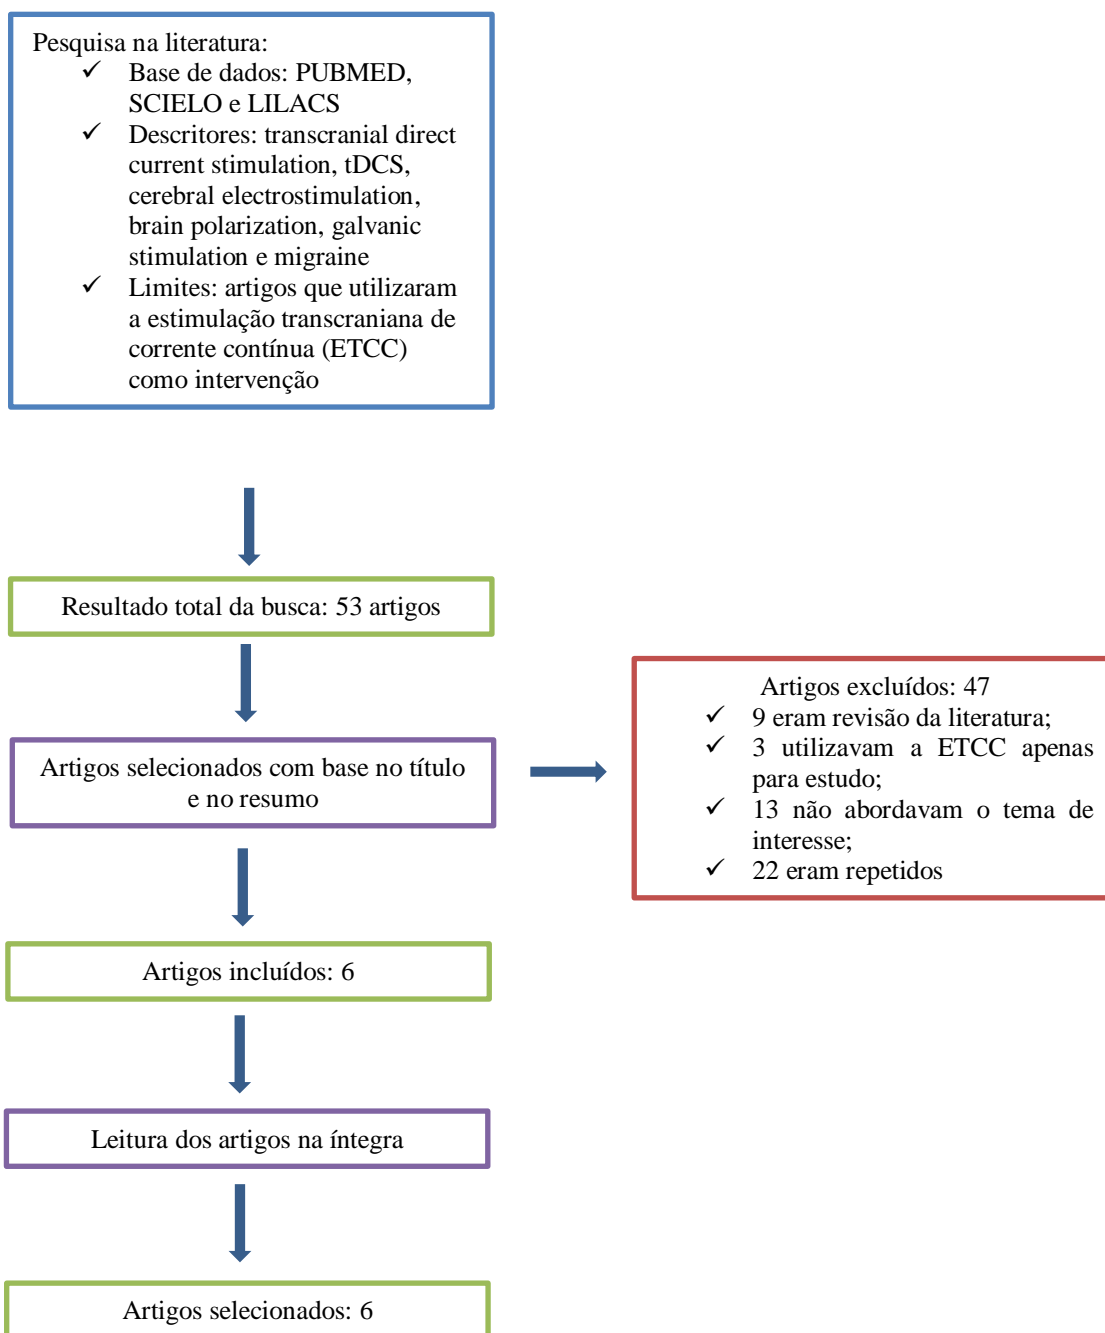 Pesquisa na literatura:
✓ Base de dados: PUBMED,
SCIELO e LILACS
✓ Descritores: transcranial direct
current stimulation, tDCS,
cerebral electrostimulation,
brain polarization, galvanic
stimulation e migraine
✓ Limites: artigos que utilizaram
a estimulação transcraniana de
corrente contínua (ETCC)
como intervenção
Resultado total da busca: 53 artigos
Artigos selecionados com base no título
e no resumo
Artigos excluídos: 47
✓ 9 eram revisão da literatura;
✓ 3 utilizavam a ETCC apenas
para estudo;
✓ 13 não abordavam o tema de
interesse;
✓ 22 eram repetidos
Artigos incluídos: 6
Leitura dos artigos na íntegra
Artigos selecionados: 6